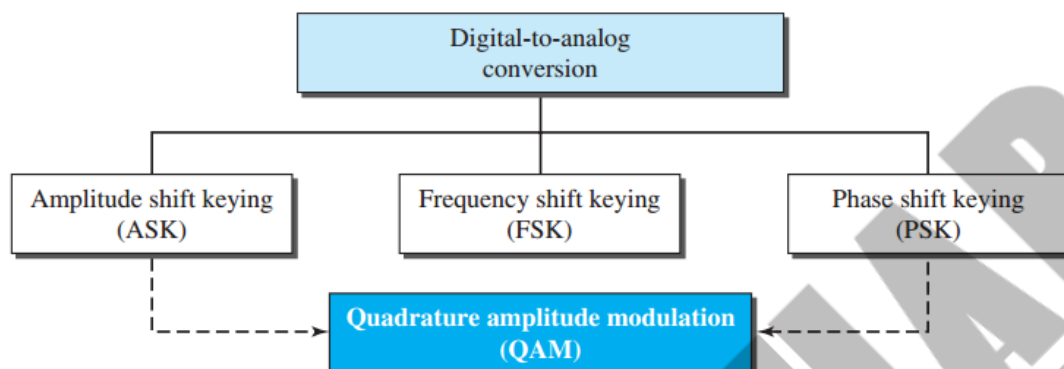 Digital-to-analog
conversion
Amplitude shift keying
(ASK)
Frequency shift keying
(FSK)
Phase shift keying
(PSK)
Quadrature amplitude modulation
(QAM)